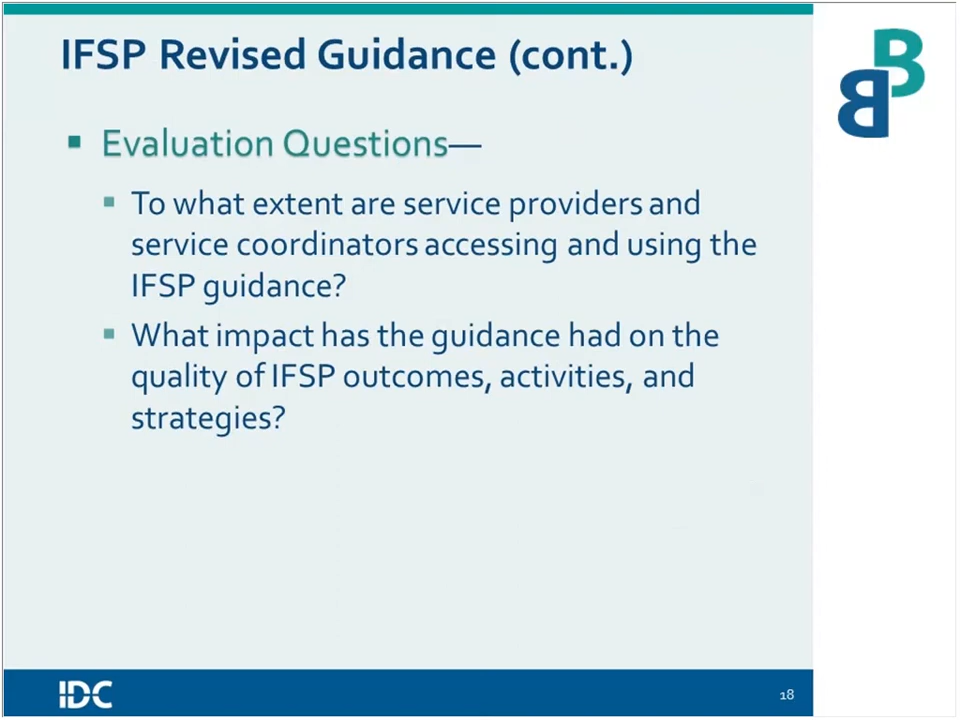 IFSP Revised Guidance (cont.)
B
B
Evaluation Questions—
To what extent are service providers and
service coordinators accessing and using the
IFSP guidance?
What impact has the guidance had on the
quality of IFSP outcomes, activities, and
strategies?
IDC
18